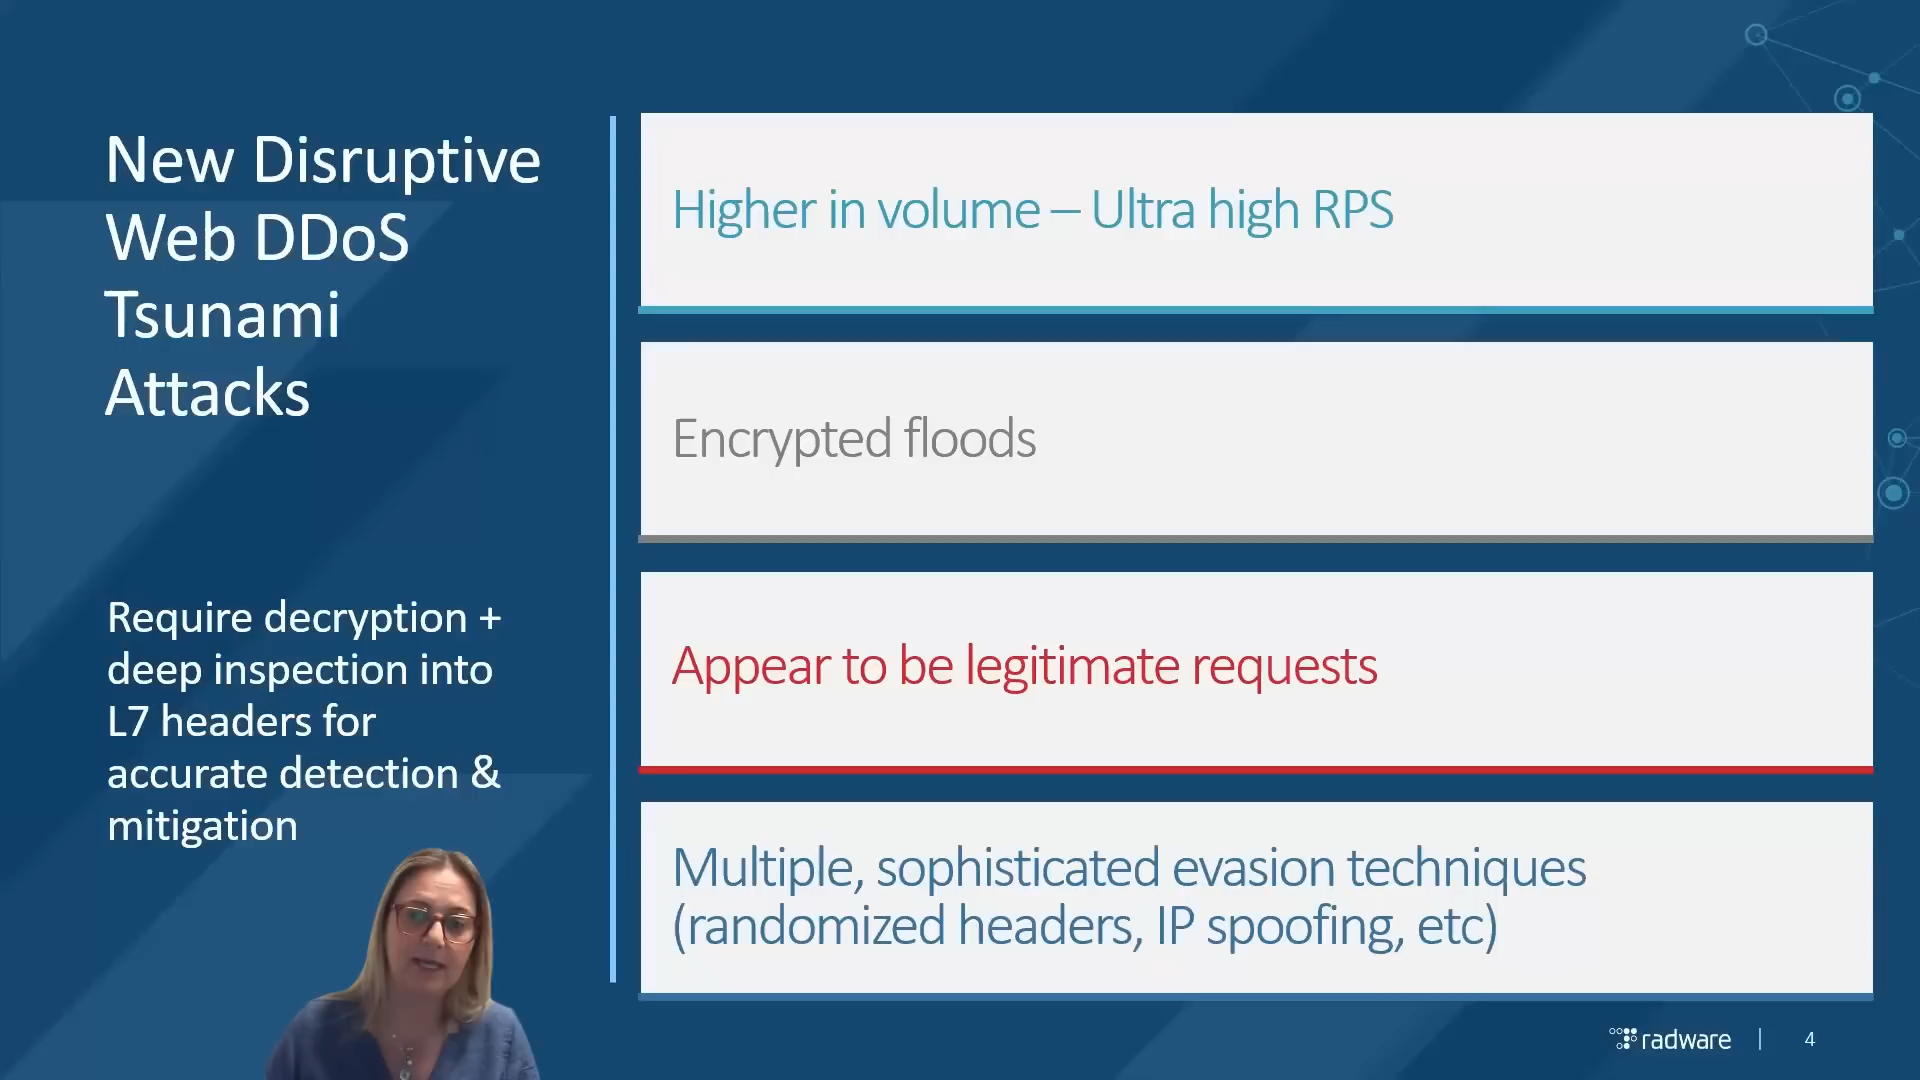 New Disruptive
Web DDoS
Tsunami
Attacks
Require decryption +
deep inspection into
L7 headers for
accurate detection &
mitigation
Higher in volume – Ultra high RPS
Encrypted floods
Appear to be legitimate requests
Multiple, sophisticated evasion techniques
(randomized headers, IP spoofing, etc)
radware
4